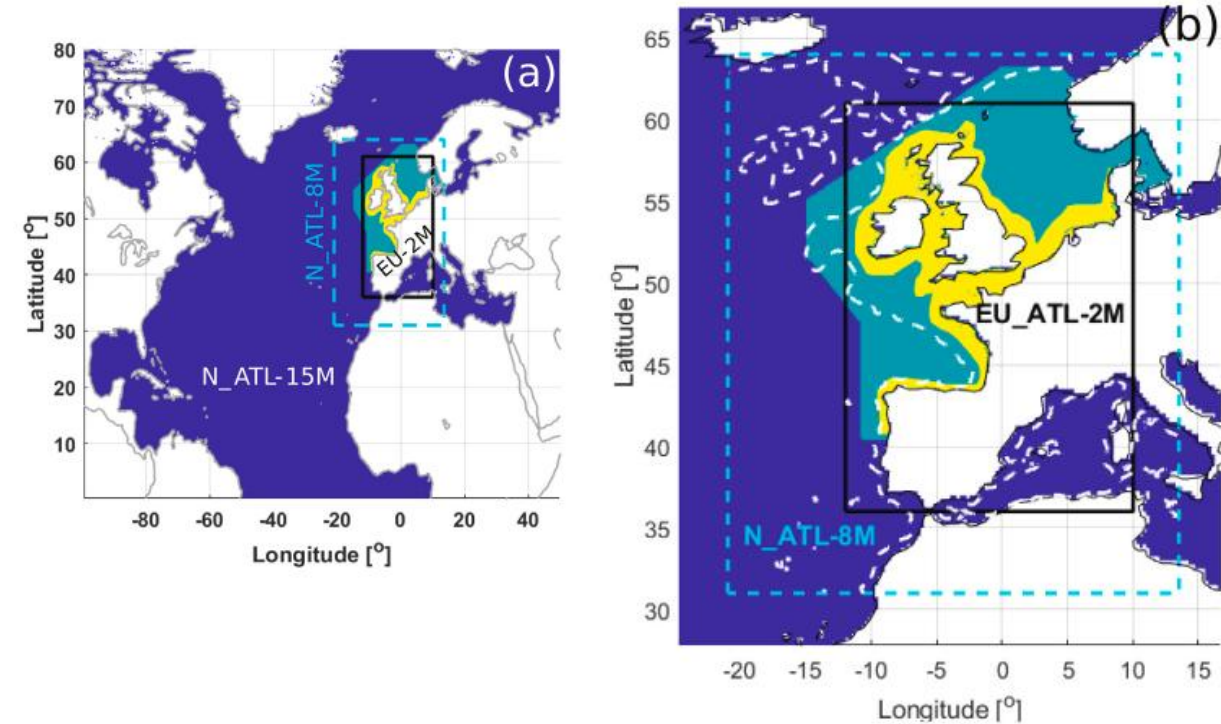 (a)
80
70
60
50
40
30
20
10
Latitude [o]
N_ATL-8M
EU-2M
N_ATL-15M
-80 -60 -40 -20 0 20 40
Longitude [o]
(b)
65
60
55
50
45
40
35
30
Latitude [o]
EU_ATL-2M
N_ATL-8M
-20 -15 -10 -5 0 5 10 15
Longitude [o]